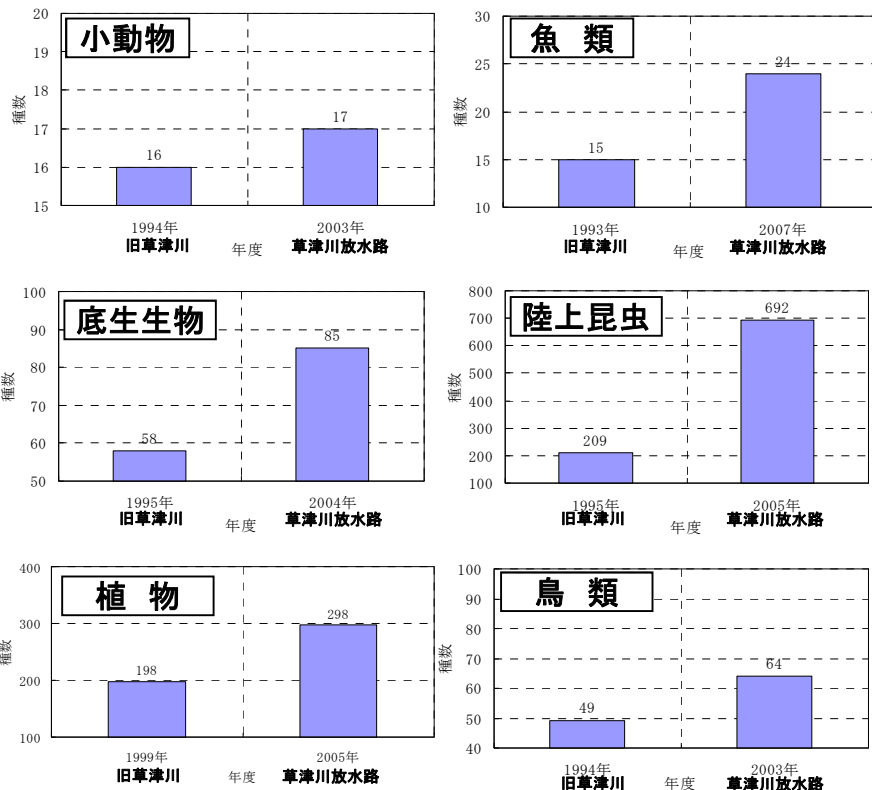 小動物
20
19
18
17
16
15
種数
16
17
1994年
2003年
旧草津川
年度
草津川放水路
魚 類
30
25
20
15
10
種数
15
24
1993年
2007年
旧草津川
年度
草津川放水路
底生生物
100
90
80
70
60
50
種数
58
85
1995年
2004年
旧草津川
年度
草津川放水路
陸上昆虫
800
700
600
500
400
300
200
100
種数
209
692
1995年
2005年
旧草津川
年度
草津川放水路
植 物
400
300
200
100
種数
198
298
1999年
2005年
旧草津川
年度
草津川放水路
鳥 類
100
90
80
70
60
50
40
種数
49
64
1994年
2003年
旧草津川
年度
草津川放水路